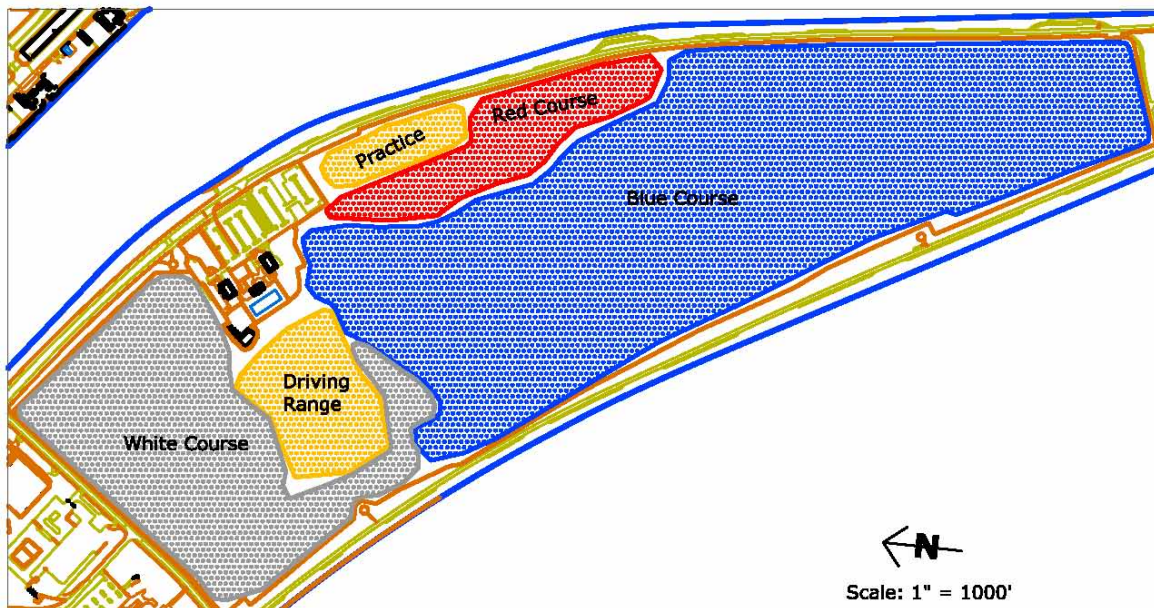 Red Course
Practice
Blue Course
Driving
Range
White Course
N
Scale: 1" = 1000'